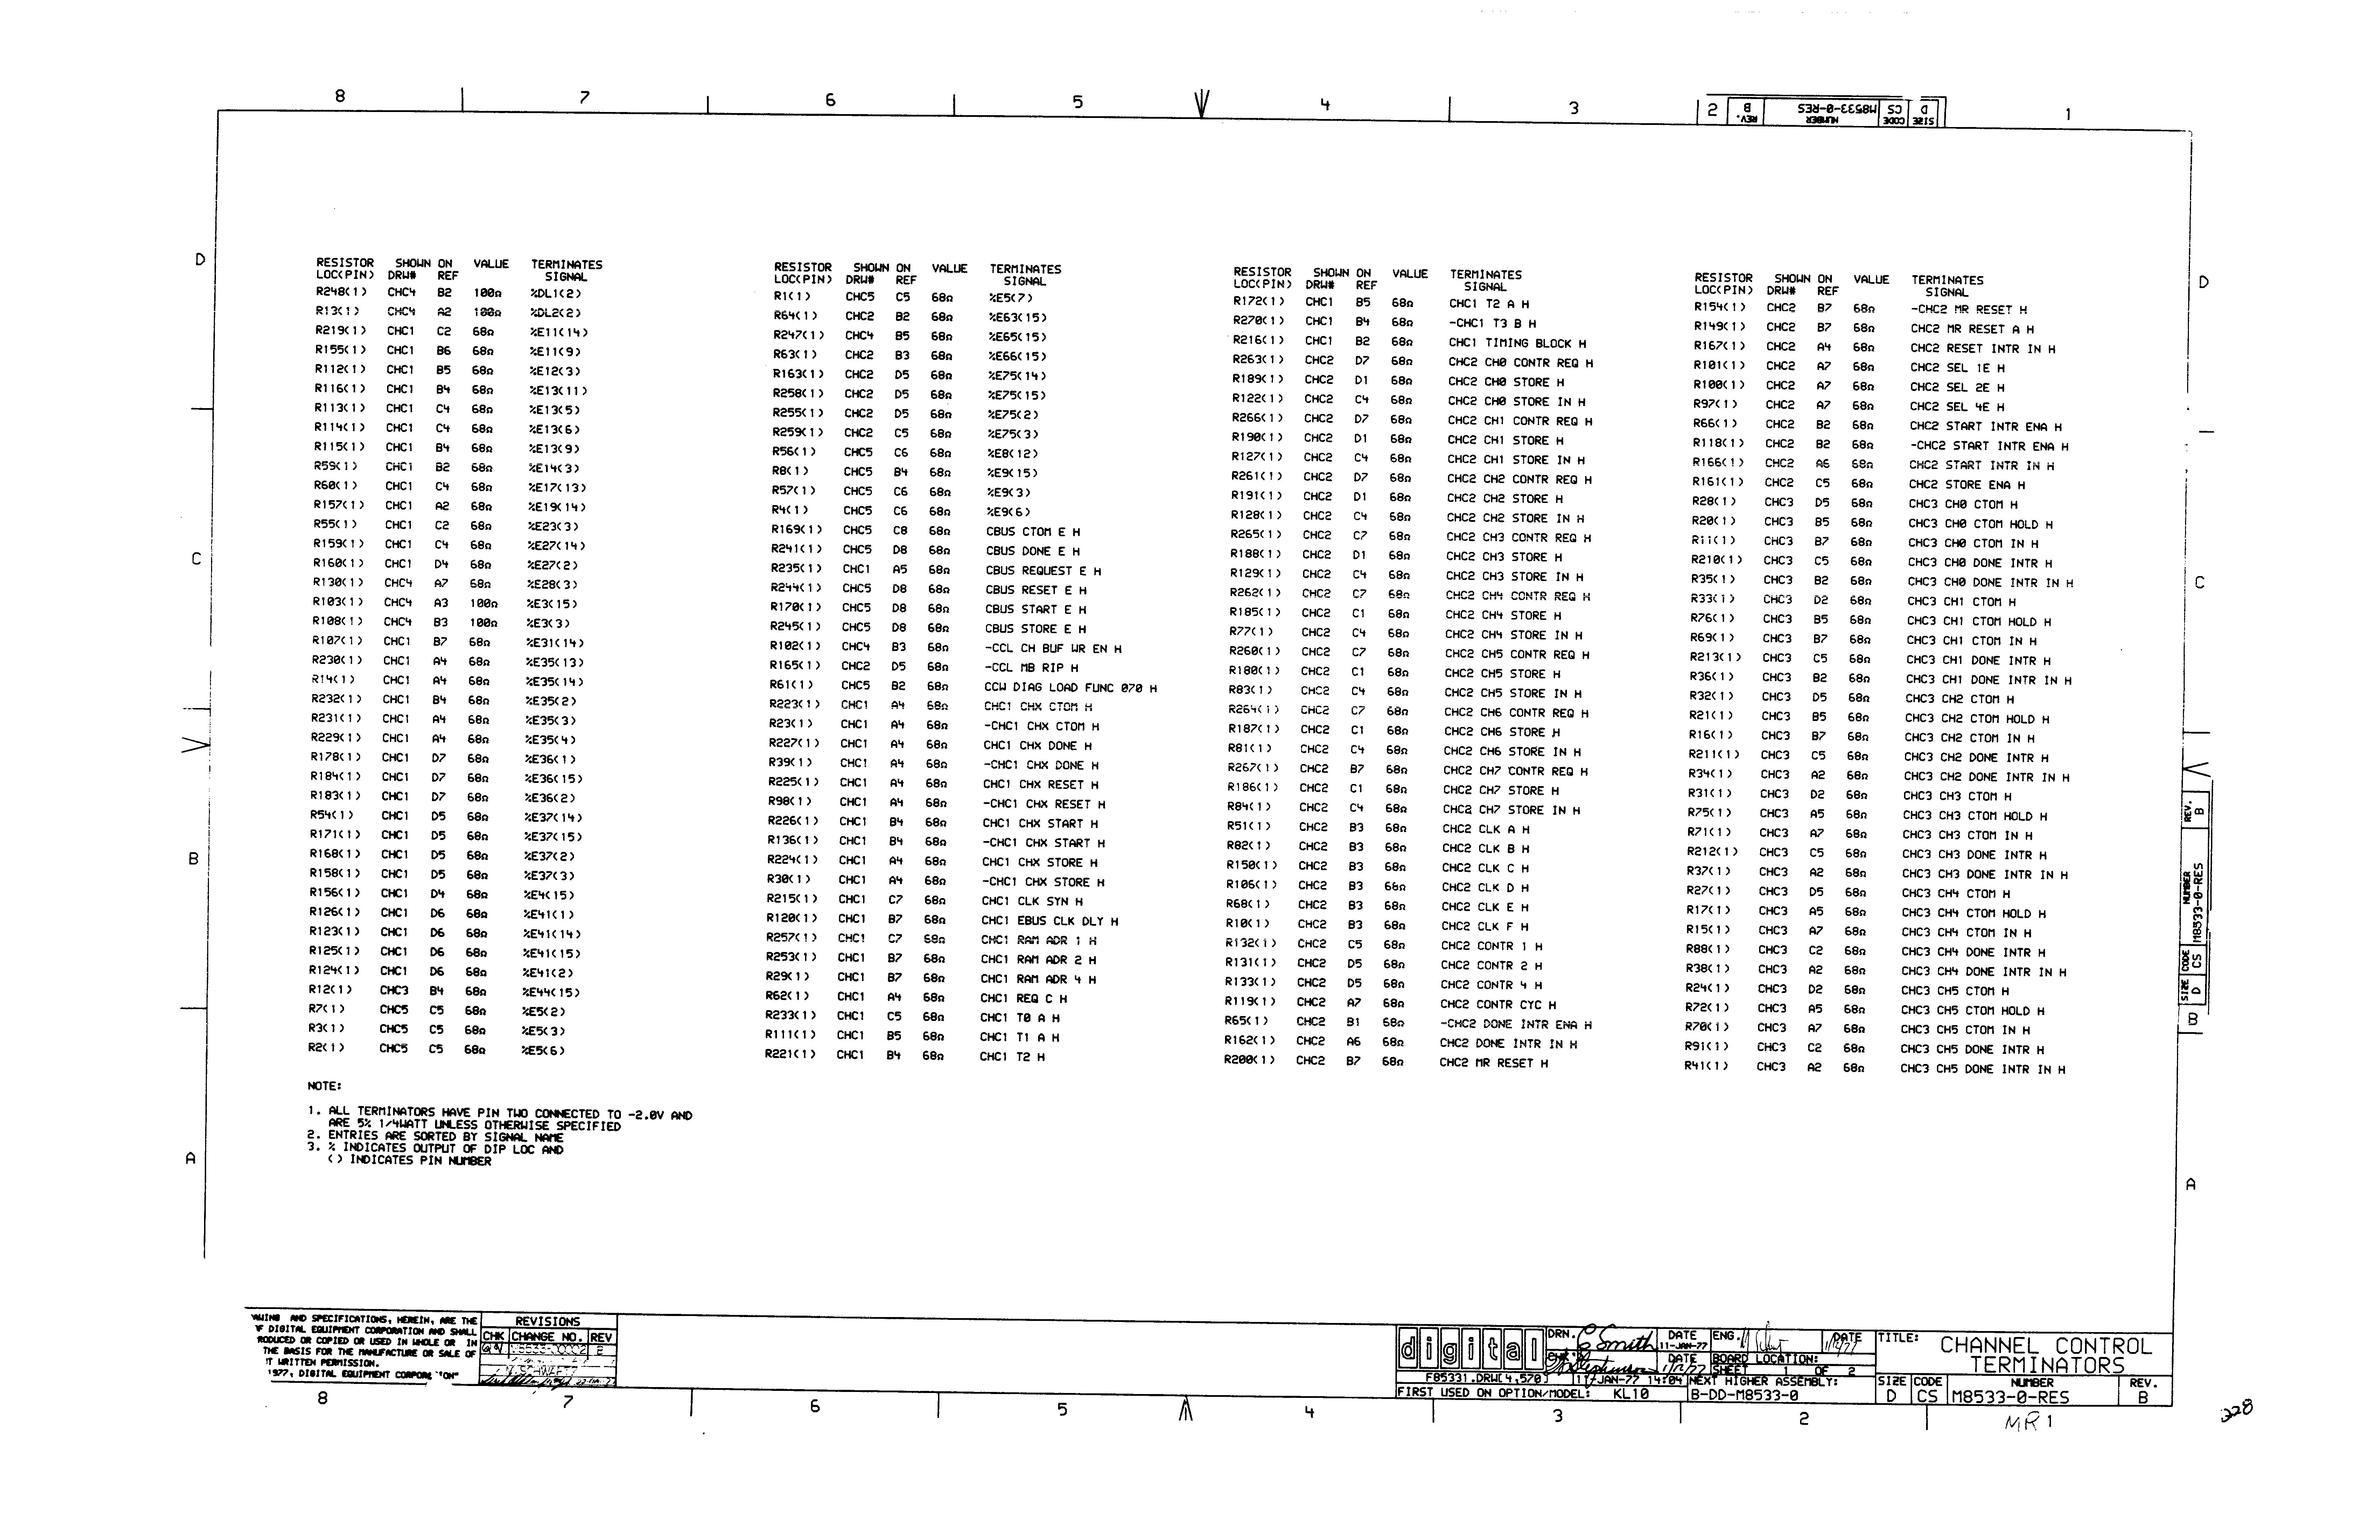 8 7 6 5 4 3 2 1
REV. B NUMBER M8533-0-RES CODE CS SIZE D
D
RESISTOR LOC(PIN) SHOWN ON DRW# REF VALUE TERMINATES SIGNAL
R248(1) CHC4 B2 100Ω %DL1(2)
R13(1) CHC4 A2 100Ω %DL2(2)
R219(1) CHC1 C2 68Ω %E11(14)
R155(1) CHC1 B6 68Ω %E11(9)
R112(1) CHC1 B5 68Ω %E12(3)
R116(1) CHC1 B4 68Ω %E13(11)
R113(1) CHC1 C4 68Ω %E13(5)
R114(1) CHC1 C4 68Ω %E13(6)
R115(1) CHC1 B4 68Ω %E13(9)
R59(1) CHC1 B2 68Ω %E14(3)
R60(1) CHC1 C4 68Ω %E17(13)
R157(1) CHC1 A2 68Ω %E19(14)
R55(1) CHC1 C2 68Ω %E23(3)
R159(1) CHC1 C4 68Ω %E27(14)
R160(1) CHC1 D4 68Ω %E27(2)
R130(1) CHC4 A7 68Ω %E28(3)
R103(1) CHC4 A3 100Ω %E3(15)
R108(1) CHC4 B3 100Ω %E3(3)
R107(1) CHC1 B7 68Ω %E31(14)
R230(1) CHC1 A4 68Ω %E35(13)
R14(1) CHC1 A4 68Ω %E35(14)
R232(1) CHC1 B4 68Ω %E35(2)
R231(1) CHC1 A4 68Ω %E35(3)
R229(1) CHC1 A4 68Ω %E35(4)
R178(1) CHC1 D7 68Ω %E36(1)
R184(1) CHC1 D7 68Ω %E36(15)
R183(1) CHC1 D7 68Ω %E36(2)
R54(1) CHC1 D5 68Ω %E37(14)
R171(1) CHC1 D5 68Ω %E37(15)
R168(1) CHC1 D5 68Ω %E37(2)
R158(1) CHC1 D5 68Ω %E37(3)
R156(1) CHC1 D4 68Ω %E4(15)
R126(1) CHC1 D6 68Ω %E41(1)
R123(1) CHC1 D6 68Ω %E41(14)
R125(1) CHC1 D6 68Ω %E41(15)
R124(1) CHC1 D6 68Ω %E41(2)
R12(1) CHC3 B4 68Ω %E44(15)
R7(1) CHC5 C5 68Ω %E5(2)
R3(1) CHC5 C5 68Ω %E5(3)
R2(1) CHC5 C5 68Ω %E5(6)
RESISTOR LOC(PIN) SHOWN ON DRW# REF VALUE TERMINATES SIGNAL
R1(1) CHC5 C5 68Ω %E5(7)
R64(1) CHC2 B2 68Ω %E63(15)
R247(1) CHC4 B5 68Ω %E65(15)
R63(1) CHC2 B3 68Ω %E66(15)
R163(1) CHC2 D5 68Ω %E75(14)
R258(1) CHC2 D5 68Ω %E75(15)
R255(1) CHC2 D5 68Ω %E75(2)
R259(1) CHC2 C5 68Ω %E75(3)
R56(1) CHC5 C6 68Ω %E8(12)
R8(1) CHC5 B4 68Ω %E9(15)
R57(1) CHC5 C6 68Ω %E9(3)
R4(1) CHC5 C6 68Ω %E9(6)
R169(1) CHC5 C8 68Ω CBUS CTOM E H
R241(1) CHC5 D8 68Ω CBUS DONE E H
R235(1) CHC1 A5 68Ω CBUS REQUEST E H
R244(1) CHC5 D8 68Ω CBUS RESET E H
R170(1) CHC5 D8 68Ω CBUS START E H
R245(1) CHC5 D8 68Ω CBUS STORE E H
R102(1) CHC4 B3 68Ω -CCL CH BUF WR EN H
R165(1) CHC2 D5 68Ω -CCL MB RIP H
R61(1) CHC5 B2 68Ω CCW DIAG LOAD FUNC 070 H
R223(1) CHC1 A4 68Ω CHC1 CHX CTOM H
R23(1) CHC1 A4 68Ω -CHC1 CHX CTOM H
R227(1) CHC1 A4 68Ω CHC1 CHX DONE H
R39(1) CHC1 A4 68Ω -CHC1 CHX DONE H
R225(1) CHC1 A4 68Ω CHC1 CHX RESET H
R98(1) CHC1 A4 68Ω -CHC1 CHX RESET H
R226(1) CHC1 B4 68Ω CHC1 CHX START H
R136(1) CHC1 B4 68Ω -CHC1 CHX START H
R224(1) CHC1 A4 68Ω CHC1 CHX STORE H
R30(1) CHC1 A4 68Ω -CHC1 CHX STORE H
R215(1) CHC1 C7 68Ω CHC1 CLK SYN H
R120(1) CHC1 B7 68Ω CHC1 EBUS CLK DLY H
R257(1) CHC1 C7 68Ω CHC1 RAM ADR 1 H
R253(1) CHC1 B7 68Ω CHC1 RAM ADR 2 H
R29(1) CHC1 B7 68Ω CHC1 RAM ADR 4 H
R62(1) CHC1 A4 68Ω CHC1 REQ C H
R233(1) CHC1 C5 68Ω CHC1 T0 A H
R111(1) CHC1 B5 68Ω CHC1 T1 A H
R221(1) CHC1 B4 68Ω CHC1 T2 H
RESISTOR LOC(PIN) SHOWN ON DRW# REF VALUE TERMINATES SIGNAL
R172(1) CHC1 B5 68Ω CHC1 T2 A H
R270(1) CHC1 B4 68Ω -CHC1 T3 B H
R216(1) CHC1 B2 68Ω CHC1 TIMING BLOCK H
R263(1) CHC2 D7 68Ω CHC2 CH0 CONTR REQ H
R189(1) CHC2 D1 68Ω CHC2 CH0 STORE H
R122(1) CHC2 C4 68Ω CHC2 CH0 STORE IN H
R266(1) CHC2 D7 68Ω CHC2 CH1 CONTR REQ H
R190(1) CHC2 D1 68Ω CHC2 CH1 STORE H
R127(1) CHC2 C4 68Ω CHC2 CH1 STORE IN H
R261(1) CHC2 D7 68Ω CHC2 CH2 CONTR REQ H
R191(1) CHC2 D1 68Ω CHC2 CH2 STORE H
R128(1) CHC2 C4 68Ω CHC2 CH2 STORE IN H
R265(1) CHC2 C7 68Ω CHC2 CH3 CONTR REQ H
R188(1) CHC2 D1 68Ω CHC2 CH3 STORE H
R129(1) CHC2 C4 68Ω CHC2 CH3 STORE IN H
R262(1) CHC2 C7 68Ω CHC2 CH4 CONTR REQ H
R185(1) CHC2 C1 68Ω CHC2 CH4 STORE H
R77(1) CHC2 C4 68Ω CHC2 CH4 STORE IN H
R260(1) CHC2 C7 68Ω CHC2 CH5 CONTR REQ H
R180(1) CHC2 C1 68Ω CHC2 CH5 STORE H
R83(1) CHC2 C4 68Ω CHC2 CH5 STORE IN H
R264(1) CHC2 C7 68Ω CHC2 CH6 CONTR REQ H
R187(1) CHC2 C1 68Ω CHC2 CH6 STORE H
R81(1) CHC2 C4 68Ω CHC2 CH6 STORE IN H
R267(1) CHC2 B7 68Ω CHC2 CH7 CONTR REQ H
R186(1) CHC2 C1 68Ω CHC2 CH7 STORE H
R84(1) CHC2 C4 68Ω CHC2 CH7 STORE IN H
R51(1) CHC2 B3 68Ω CHC2 CLK A H
R82(1) CHC2 B3 68Ω CHC2 CLK B H
R150(1) CHC2 B3 68Ω CHC2 CLK C H
R106(1) CHC2 B3 68Ω CHC2 CLK D H
R68(1) CHC2 B3 68Ω CHC2 CLK E H
R10(1) CHC2 B3 68Ω CHC2 CLK F H
R132(1) CHC2 C5 68Ω CHC2 CONTR 1 H
R131(1) CHC2 D5 68Ω CHC2 CONTR 2 H
R133(1) CHC2 D5 68Ω CHC2 CONTR 4 H
R119(1) CHC2 A7 68Ω CHC2 CONTR CYC H
R65(1) CHC2 B1 68Ω -CHC2 DONE INTR ENA H
R162(1) CHC2 A6 68Ω CHC2 DONE INTR IN H
R200(1) CHC2 B7 68Ω CHC2 MR RESET H
RESISTOR LOC(PIN) SHOWN ON DRW# REF VALUE TERMINATES SIGNAL
R154(1) CHC2 B7 68Ω -CHC2 MR RESET H
R149(1) CHC2 B7 68Ω CHC2 MR RESET A H
R167(1) CHC2 A4 68Ω CHC2 RESET INTR IN H
R101(1) CHC2 A7 68Ω CHC2 SEL 1E H
R100(1) CHC2 A7 68Ω CHC2 SEL 2E H
R97(1) CHC2 A7 68Ω CHC2 SEL 4E H
R66(1) CHC2 B2 68Ω CHC2 START INTR ENA H
R118(1) CHC2 B2 68Ω -CHC2 START INTR ENA H
R166(1) CHC2 A6 68Ω CHC2 START INTR IN H
R161(1) CHC2 C5 68Ω CHC2 STORE ENA H
R28(1) CHC3 D5 68Ω CHC3 CH0 CTOM H
R20(1) CHC3 B5 68Ω CHC3 CH0 CTOM HOLD H
R11(1) CHC3 B7 68Ω CHC3 CH0 CTOM IN H
R210(1) CHC3 C5 68Ω CHC3 CH0 DONE INTR H
R35(1) CHC3 B2 68Ω CHC3 CH0 DONE INTR IN H
R33(1) CHC3 D2 68Ω CHC3 CH1 CTOM H
R76(1) CHC3 B5 68Ω CHC3 CH1 CTOM HOLD H
R69(1) CHC3 B7 68Ω CHC3 CH1 CTOM IN H
R213(1) CHC3 C5 68Ω CHC3 CH1 DONE INTR H
R36(1) CHC3 B2 68Ω CHC3 CH1 DONE INTR IN H
R32(1) CHC3 D5 68Ω CHC3 CH2 CTOM H
R21(1) CHC3 B5 68Ω CHC3 CH2 CTOM HOLD H
R16(1) CHC3 B7 68Ω CHC3 CH2 CTOM IN H
R211(1) CHC3 C5 68Ω CHC3 CH2 DONE INTR H
R34(1) CHC3 A2 68Ω CHC3 CH2 DONE INTR IN H
R31(1) CHC3 D2 68Ω CHC3 CH3 CTOM H
R75(1) CHC3 A5 68Ω CHC3 CH3 CTOM HOLD H
R71(1) CHC3 A7 68Ω CHC3 CH3 CTOM IN H
R212(1) CHC3 C5 68Ω CHC3 CH3 DONE INTR H
R37(1) CHC3 A2 68Ω CHC3 CH3 DONE INTR IN H
R27(1) CHC3 D5 68Ω CHC3 CH4 CTOM H
R17(1) CHC3 A5 68Ω CHC3 CH4 CTOM HOLD H
R15(1) CHC3 A7 68Ω CHC3 CH4 CTOM IN H
R88(1) CHC3 C2 68Ω CHC3 CH4 DONE INTR H
R38(1) CHC3 A2 68Ω CHC3 CH4 DONE INTR IN H
R24(1) CHC3 D2 68Ω CHC3 CH5 CTOM H
R72(1) CHC3 A5 68Ω CHC3 CH5 CTOM HOLD H
R70(1) CHC3 A7 68Ω CHC3 CH5 CTOM IN H
R91(1) CHC3 C2 68Ω CHC3 CH5 DONE INTR H
R41(1) CHC3 A2 68Ω CHC3 CH5 DONE INTR IN H
D
C C
B B
A A
SIZE D CODE CS NUMBER M8533-0-RES REV. B
NOTE:
1. ALL TERMINATORS HAVE PIN TWO CONNECTED TO -2.0V AND
ARE 5% 1/4WATT UNLESS OTHERWISE SPECIFIED
2. ENTRIES ARE SORTED BY SIGNAL NAME
3. % INDICATES OUTPUT OF DIP LOC AND
() INDICATES PIN NUMBER
AND SPECIFICATIONS, HEREIN, ARE THE
DIGITAL EQUIPMENT CORPORATION AND SHALL
OR COPIED OR USED IN WHOLE OR IN
THE BASIS FOR THE MANUFACTURE OR SALE OF
WRITTEN PERMISSION.
1977, DIGITAL EQUIPMENT
REVISIONS
CHK CHANGE NO. REV
digital
DRN. Smith DATE 11-JAN-77 ENG. DATE
DATE BOARD LOCATION:
SHEET 1 OF 2
F85331.DRW[4,570] 11-JAN-77 14:04 NEXT HIGHER ASSEMBLY:
FIRST USED ON OPTION/MODEL: KL10 B-DD-M8533-0
TITLE: CHANNEL CONTROL
TERMINATORS
SIZE CODE NUMBER REV.
D CS M8533-0-RES B
8 7 6 5 4 3 2
MR1
228